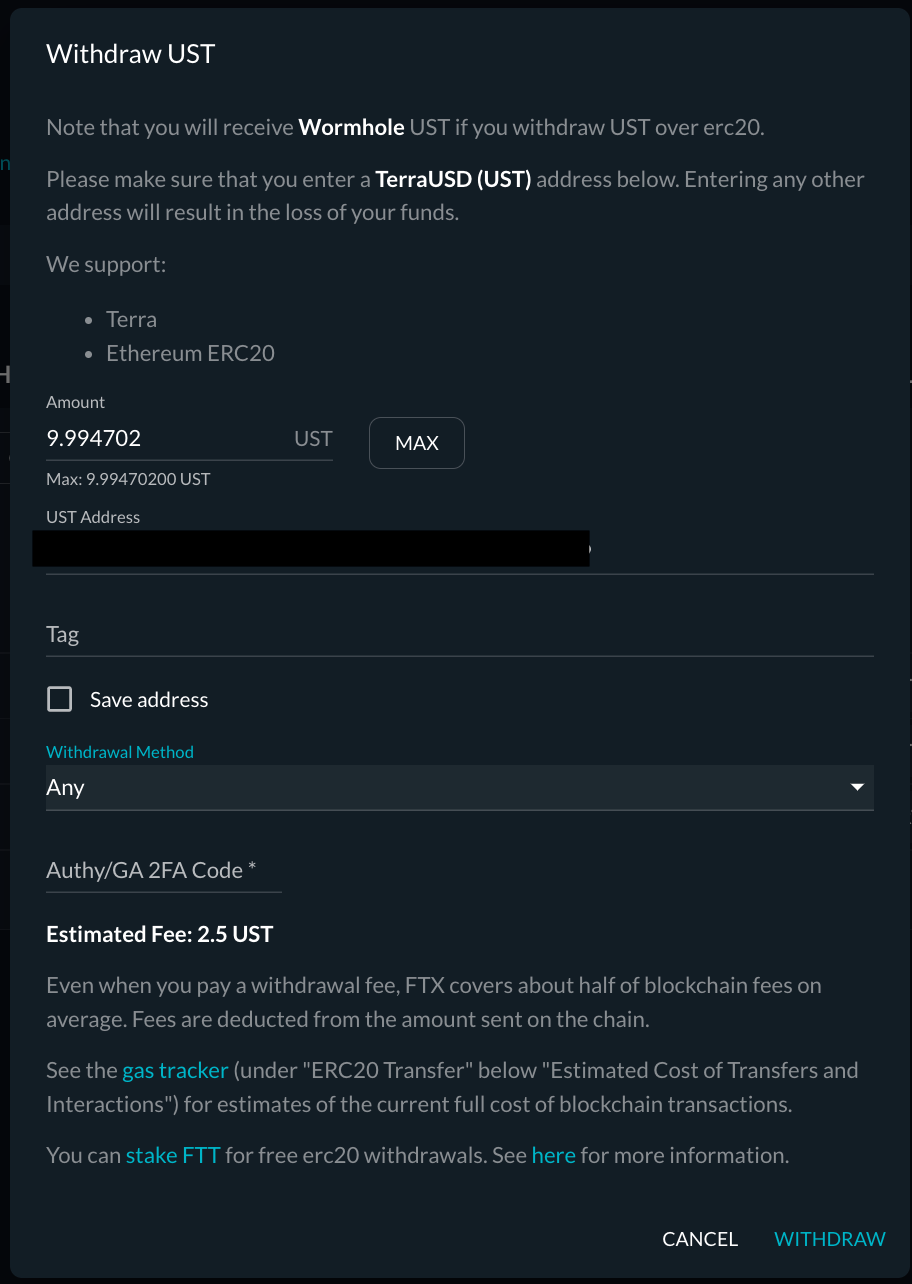 Withdraw UST
Note that you will receive Wormhole UST if you withdraw UST over erc20.
Please make sure that you enter a TerraUSD (UST) address below. Entering any other
address will result in the loss of your funds.
We support:
• Terra
• Ethereum ERC20
Amount
9.994702 UST MAX
Max: 9.99470200 UST
UST Address
Tag
Save address
Withdrawal Method
Any
Authy/GA 2FA Code *
Estimated Fee: 2.5 UST
Even when you pay a withdrawal fee, FTX covers about half of blockchain fees on
average. Fees are deducted from the amount sent on the chain.
See the gas tracker (under "ERC20 Transfer" below "Estimated Cost of Transfers and
Interactions") for estimates of the current full cost of blockchain transactions.
You can stake FTT for free erc20 withdrawals. See here for more information.
CANCEL WITHDRAW